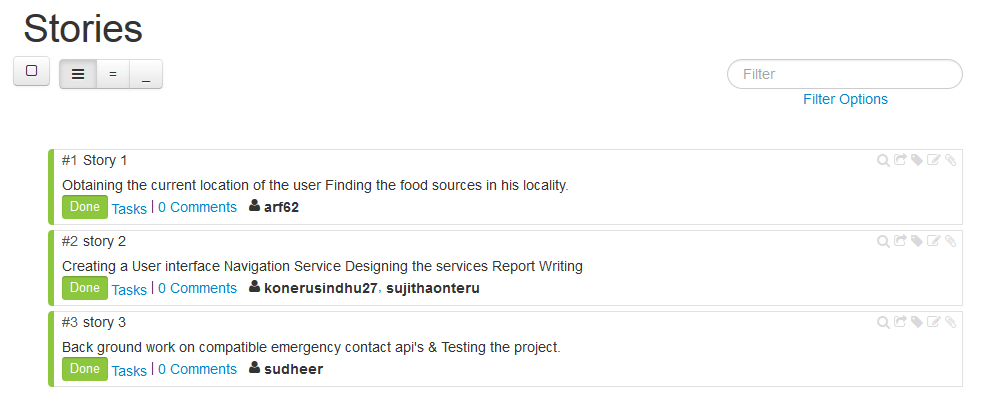 Stories
= _
Filter
Filter Options
#1 Story 1
Obtaining the current location of the user Finding the food sources in his locality.
Done Tasks | 0 Comments arf62
#2 story 2
Creating a User interface Navigation Service Designing the services Report Writing
Done Tasks | 0 Comments konerusindhu27, sujithaonteru
#3 story 3
Back ground work on compatible emergency contact api's & Testing the project.
Done Tasks | 0 Comments sudheer